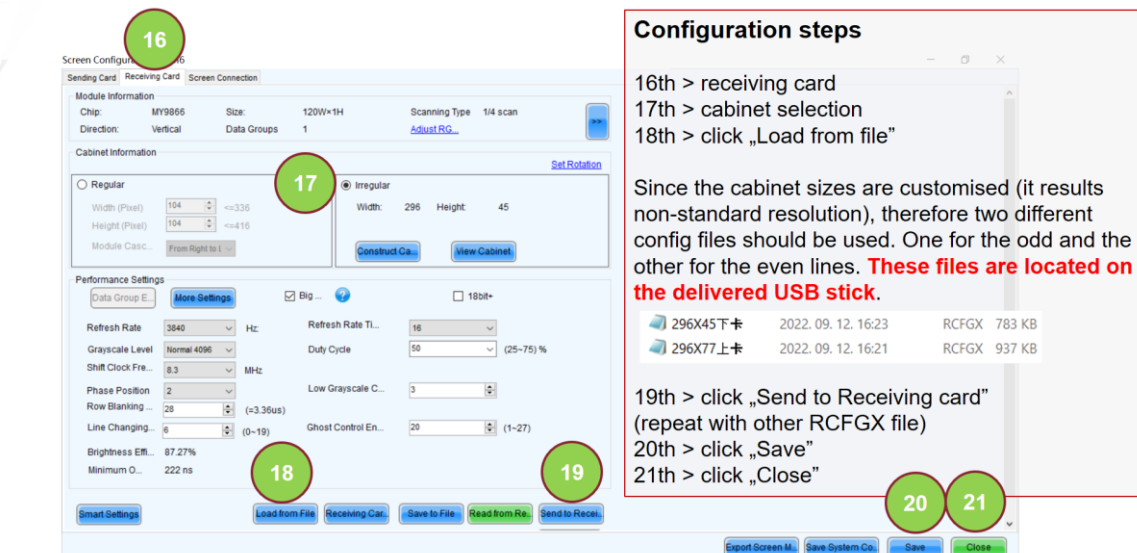 16
Screen Configu
Sending Card Receiving Card Screen Connection
Module Information
Chip: MY9866 Size: 120W×1H Scanning Type 1/4 scan
Direction: Vertical Data Groups 1 Adjust RG...
>>
Cabinet Information
Set Rotation
Regular
17
Irregular
Width (Pixel) 104 <=336
Width: 296 Height: 45
Height (Pixel) 104 <=416
Module Casc... From Right to L
Construct Ca... View Cabinet
Performance Settings
Data Group E... More Settings Big ... 18bit+
Refresh Rate 3840 Hz Refresh Rate Ti... 16
Grayscale Level Normal 4096 Duty Cycle 50 (25~75) %
Shift Clock Fre... 8.3 MHz
Phase Position 2 Low Grayscale C... 3
Row Blanking ... 28 (=3.36us)
Line Changing... 6 (0~19) Ghost Control En... 20 (1~27)
Brightness Effi... 87.27%
Minimum O... 222 ns
18
19
Smart Settings Load from File Receiving Car... Save to File Read from Re... Send to Recei...
Export Screen M... Save System Co... Save Close
Configuration steps
16th > receiving card
17th > cabinet selection
18th > click „Load from file”
Since the cabinet sizes are customised (it results
non-standard resolution), therefore two different
config files should be used. One for the odd and the
other for the even lines. These files are located on
the delivered USB stick.
296X45下卡 2022. 09. 12. 16:23 RCFGX 783 KB
296X77上卡 2022. 09. 12. 16:21 RCFGX 937 KB
19th > click „Send to Receiving card”
(repeat with other RCFGX file)
20th > click „Save”
21th > click „Close”
20
21